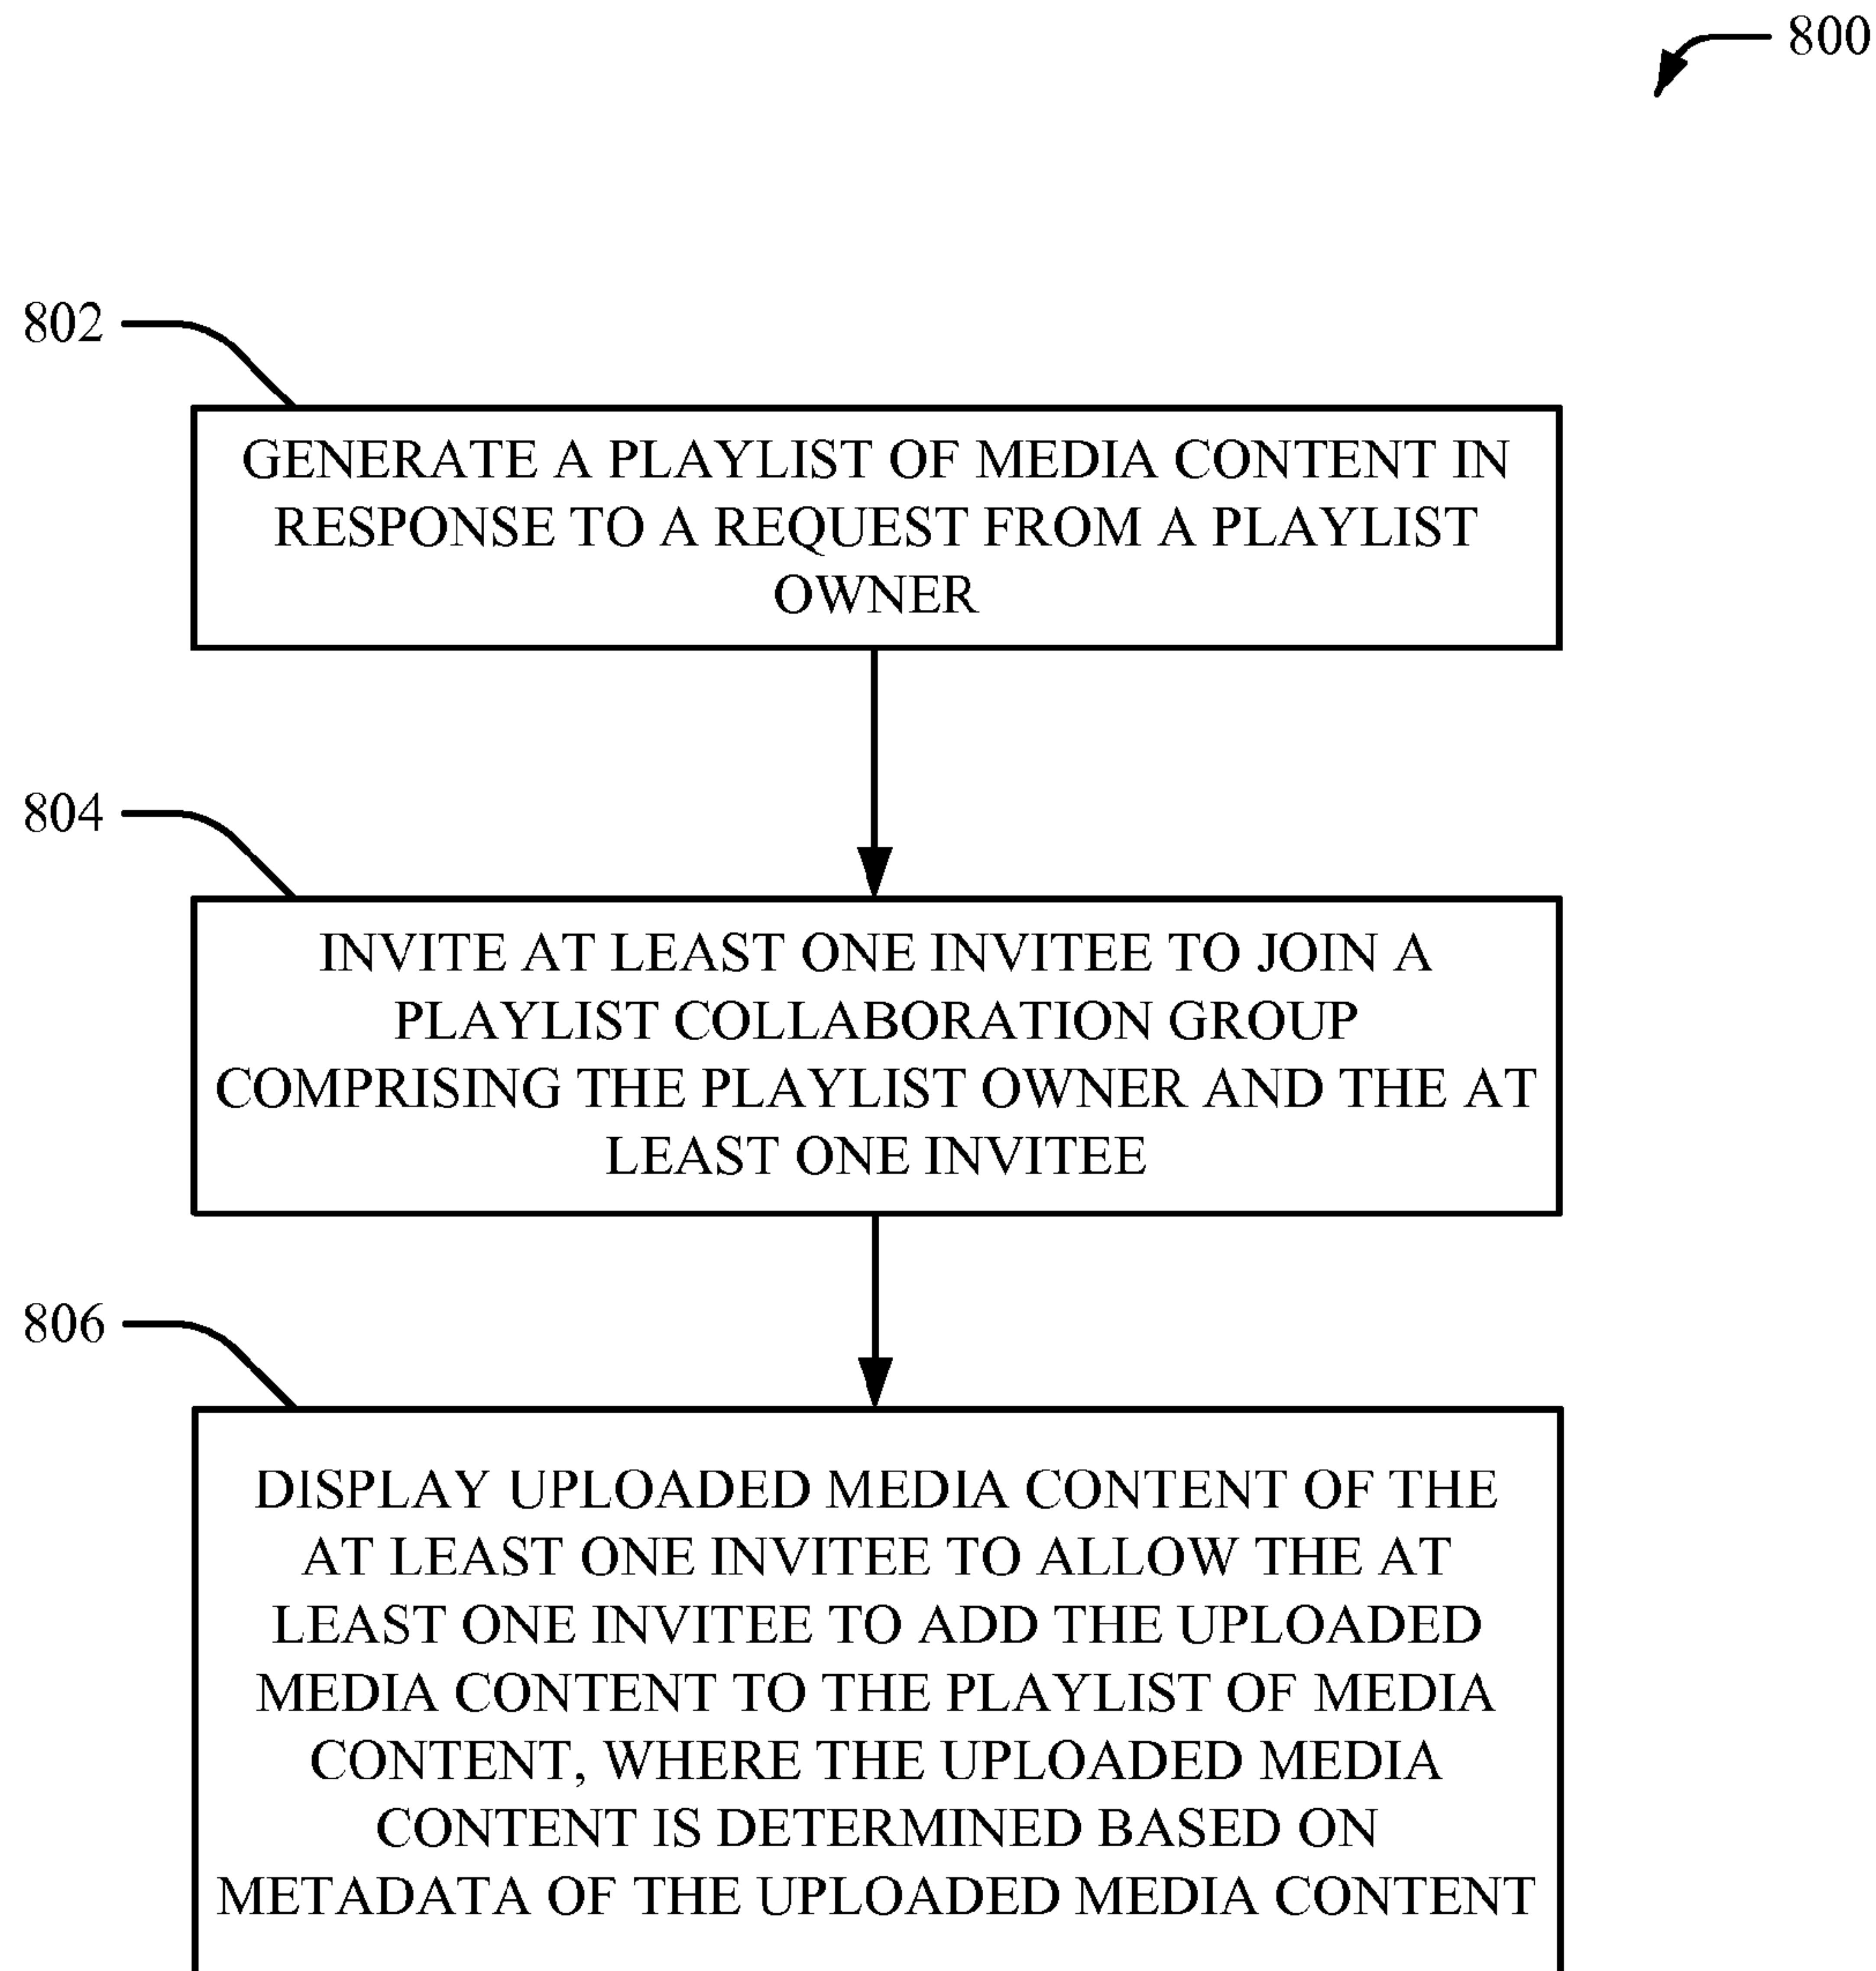 800
802
GENERATE A PLAYLIST OF MEDIA CONTENT IN
RESPONSE TO A REQUEST FROM A PLAYLIST
OWNER
804
INVITE AT LEAST ONE INVITEE TO JOIN A
PLAYLIST COLLABORATION GROUP
COMPRISING THE PLAYLIST OWNER AND THE AT
LEAST ONE INVITEE
806
DISPLAY UPLOADED MEDIA CONTENT OF THE
AT LEAST ONE INVITEE TO ALLOW THE AT
LEAST ONE INVITEE TO ADD THE UPLOADED
MEDIA CONTENT TO THE PLAYLIST OF MEDIA
CONTENT, WHERE THE UPLOADED MEDIA
CONTENT IS DETERMINED BASED ON
METADATA OF THE UPLOADED MEDIA CONTENT